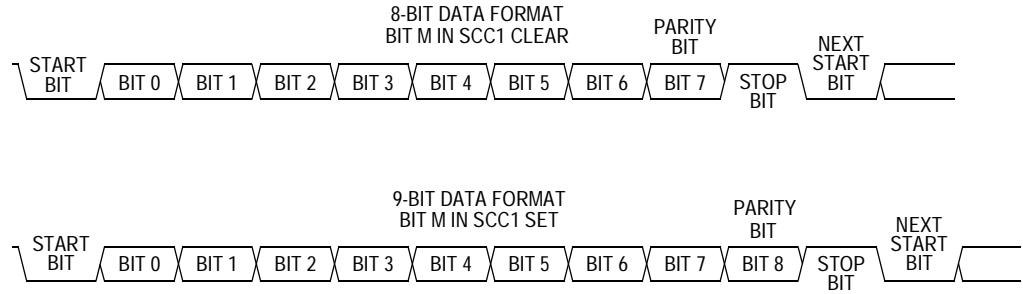 8-BIT DATA FORMAT
BIT M IN SCC1 CLEAR
PARITY
BIT
START
BIT
BIT 0
BIT 1
BIT 2
BIT 3
BIT 4
BIT 5
BIT 6
BIT 7
STOP
BIT
NEXT
START
BIT
9-BIT DATA FORMAT
BIT M IN SCC1 SET
PARITY
BIT
START
BIT
BIT 0
BIT 1
BIT 2
BIT 3
BIT 4
BIT 5
BIT 6
BIT 7
BIT 8
STOP
BIT
NEXT
START
BIT